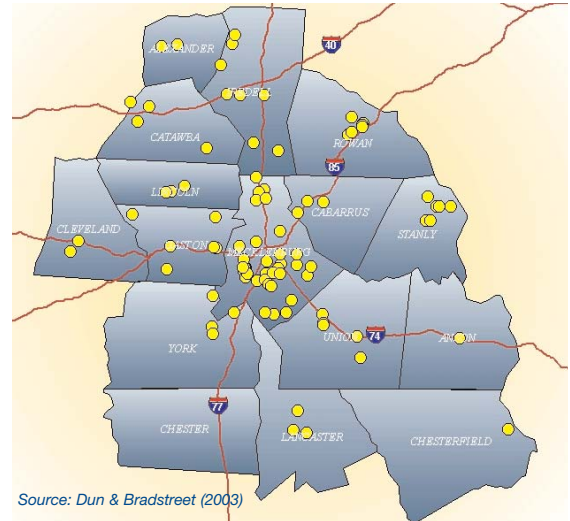 ALEXANDER
40
IREDELL
CATAWBA
ROWAN
85
LINCOLN
CABARRUS
CLEVELAND
STANLY
GASTON
MECKLENBURG
UNION
74
ANSON
YORK
77
CHESTER
LANCASTER
CHESTERFIELD
Source: Dun & Bradstreet (2003)